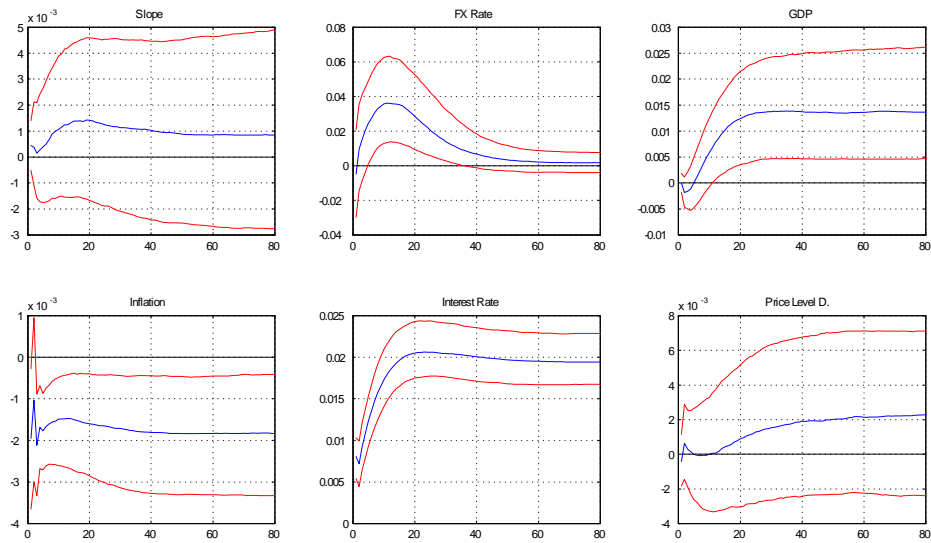 Slope
x 10 -3
5
4
3
2
1
0
-1
-2
-3
0 20 40 60 80
FX Rate
0.08
0.06
0.04
0.02
0
-0.02
-0.04
0 20 40 60 80
GDP
0.03
0.025
0.02
0.015
0.01
0.005
0
-0.005
-0.01
0 20 40 60 80
Inflation
x 10 -3
1
0
-1
-2
-3
-4
0 20 40 60 80
Interest Rate
0.025
0.02
0.015
0.01
0.005
0
0 20 40 60 80
Price Level D.
x 10 -3
8
6
4
2
0
-2
-4
0 20 40 60 80